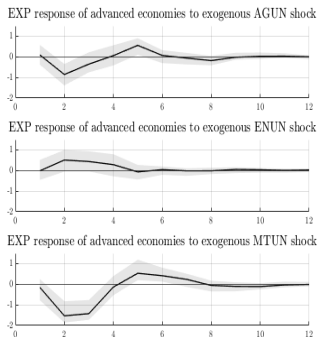 EXP response of advanced economies to exogenous AGUN shock
1
0
-1
-2
0 2 4 6 8 10 12
EXP response of advanced economies to exogenous ENUN shock
1
0
-1
-2
0 2 4 6 8 10 12
EXP response of advanced economies to exogenous MTUN shock
1
0
-1
-2
0 2 4 6 8 10 12